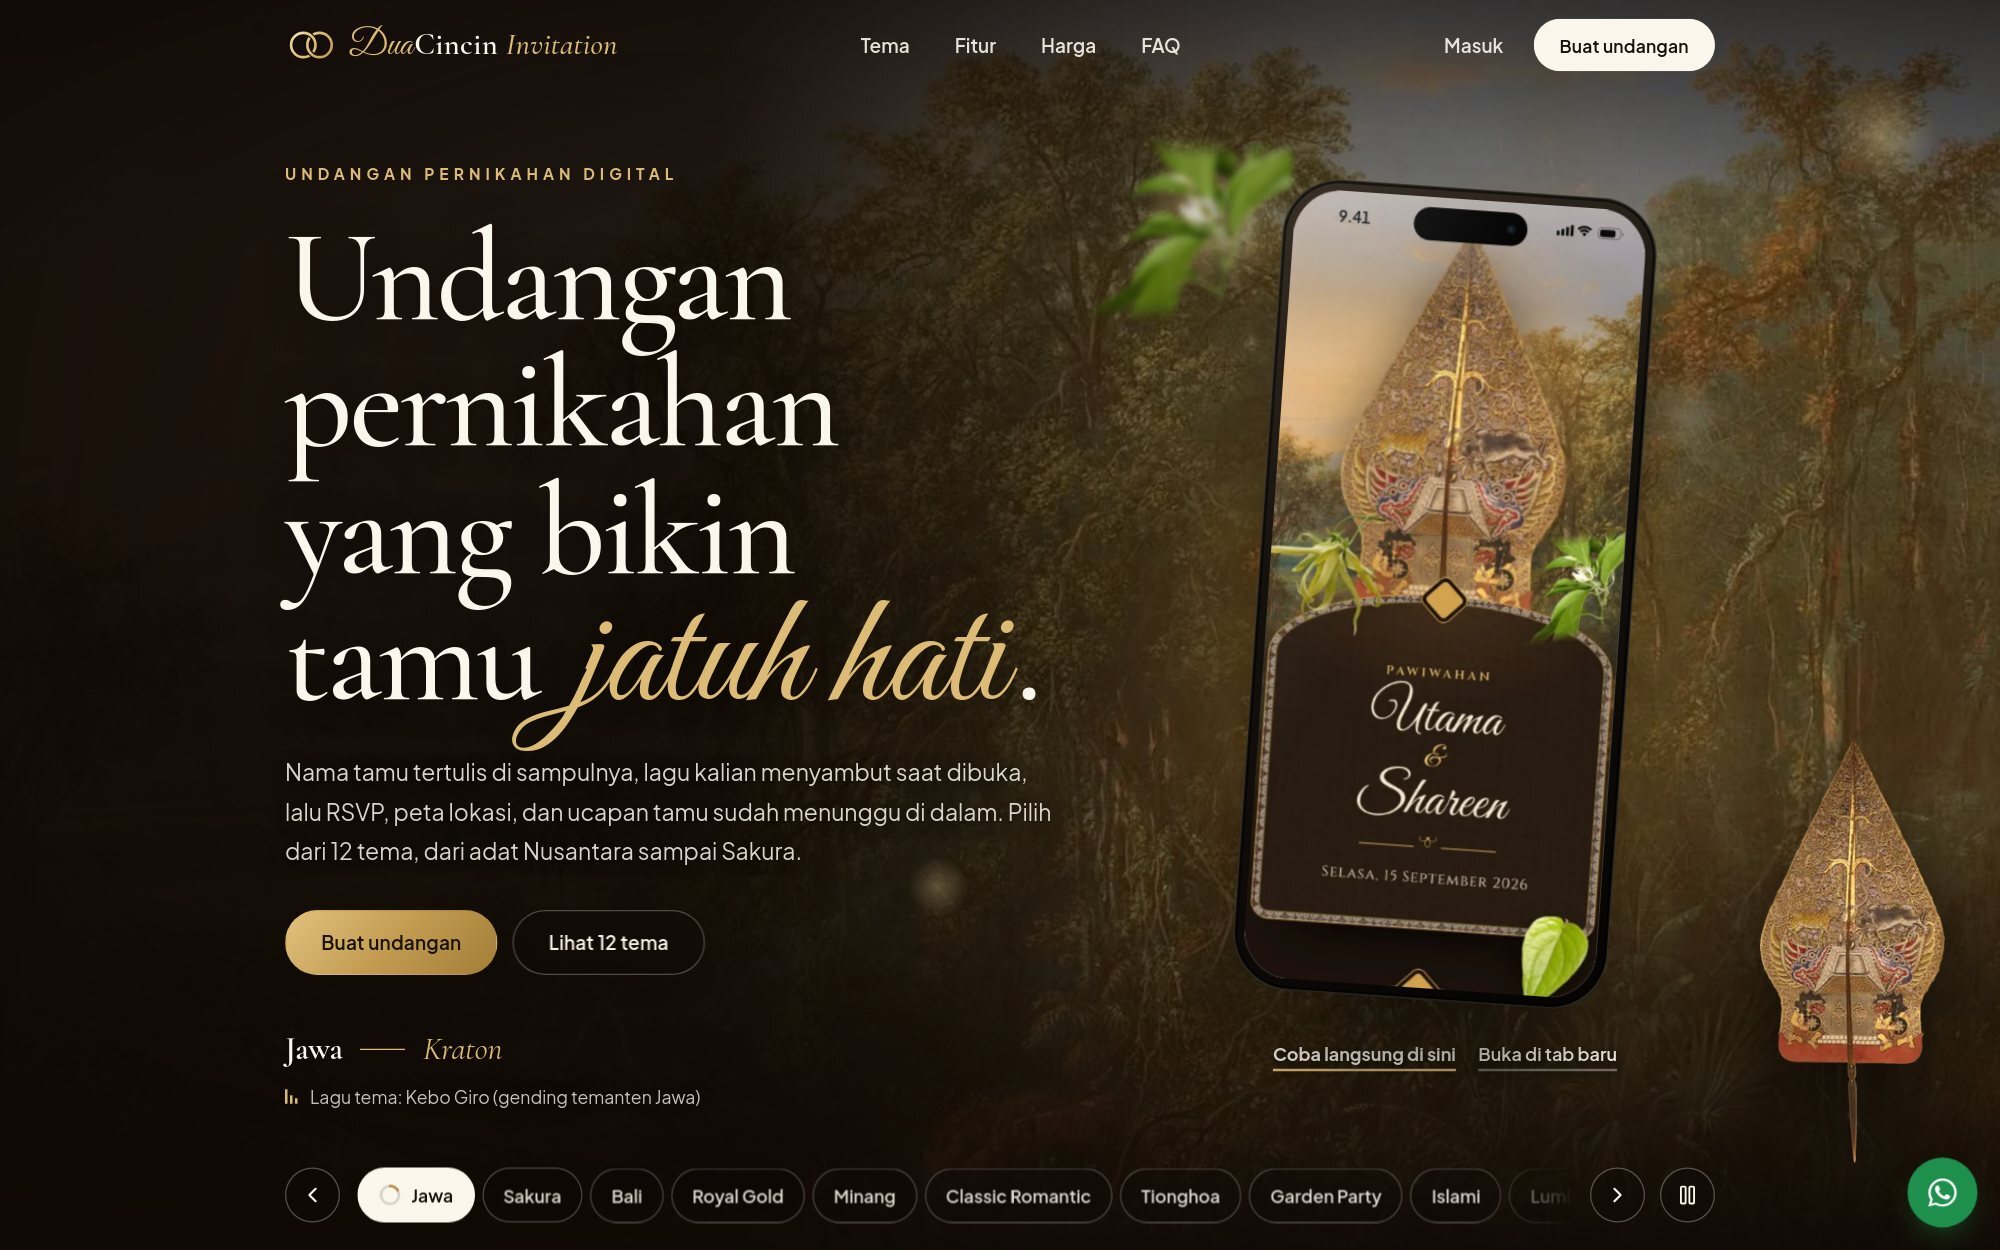 DuaCincin Invitation
Tema
Fitur
Harga
FAQ
Masuk
Buat undangan
UNDANGAN PERNIKAHAN DIGITAL
Undangan
pernikahan
yang bikin
tamu jatuh hati.
Nama tamu tertulis di sampulnya, lagu kalian menyambut saat dibuka,
lalu RSVP, peta lokasi, dan ucapan tamu sudah menunggu di dalam. Pilih
dari 12 tema, dari adat Nusantara sampai Sakura.
Buat undangan
Lihat 12 tema
Jawa — Kraton
Lagu tema: Kebo Giro (gending temanten Jawa)
9.41
PAWIWAHAN
Utama
&
Shareen
SELASA, 15 SEPTEMBER 2026
Coba langsung di sini
Buka di tab baru
Jawa
Sakura
Bali
Royal Gold
Minang
Classic Romantic
Tionghoa
Garden Party
Islami